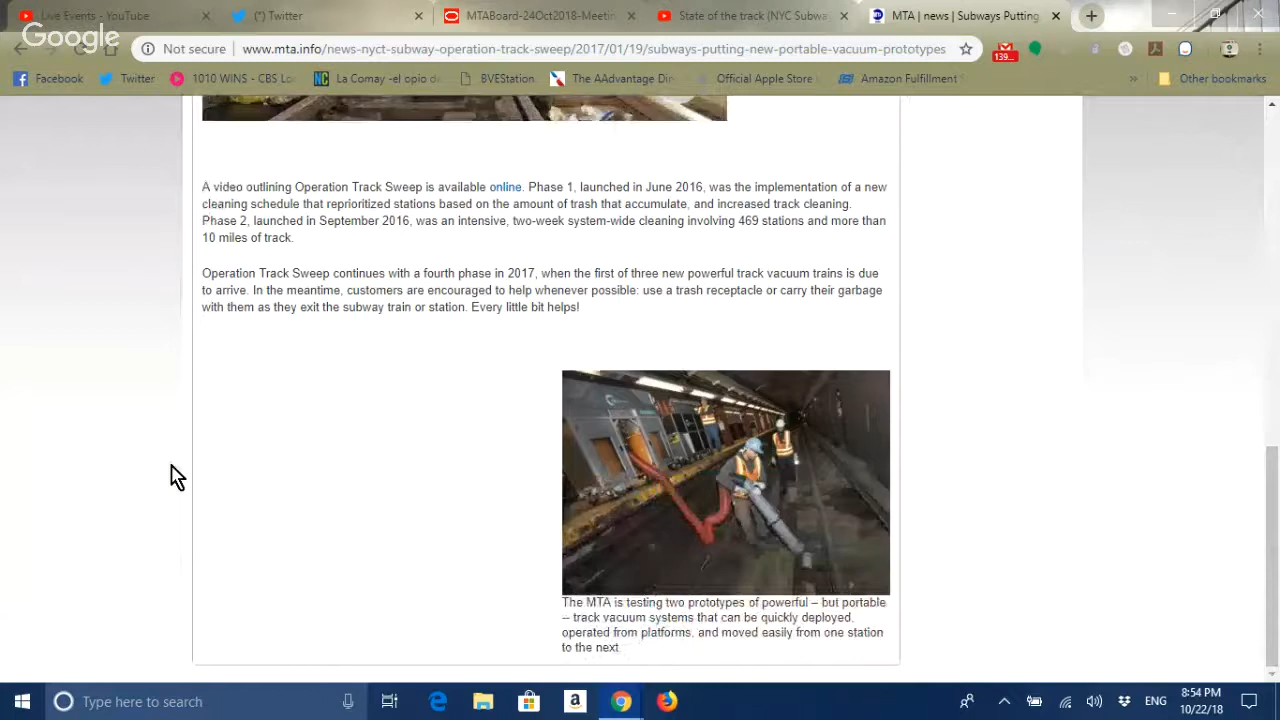 Live Events - YouTube
(*) Twitter
MTABoard-24Oct2018-Meetin
State of the track (NYC Subwa
MTA | news | Subways Putting
Google
Not secure
www.mta.info/news-nyct-subway-operation-track-sweep/2017/01/19/subways-putting-new-portable-vacuum-prototypes
139...
Facebook
Twitter
1010 WINS - CBS Lo
La Comay -el opio de
BVEStation
The AAdvantage Din
Official Apple Store
Amazon Fulfillment
»
Other bookmarks
A video outlining Operation Track Sweep is available online. Phase 1, launched in June 2016, was the implementation of a new
cleaning schedule that reprioritized stations based on the amount of trash that accumulate, and increased track cleaning.
Phase 2, launched in September 2016, was an intensive, two-week system-wide cleaning involving 469 stations and more than
10 miles of track.
Operation Track Sweep continues with a fourth phase in 2017, when the first of three new powerful track vacuum trains is due
to arrive. In the meantime, customers are encouraged to help whenever possible: use a trash receptacle or carry their garbage
with them as they exit the subway train or station. Every little bit helps!
The MTA is testing two prototypes of powerful – but portable
– track vacuum systems that can be quickly deployed,
operated from platforms, and moved easily from one station
to the next
Type here to search
ENG
8:54 PM
10/22/18